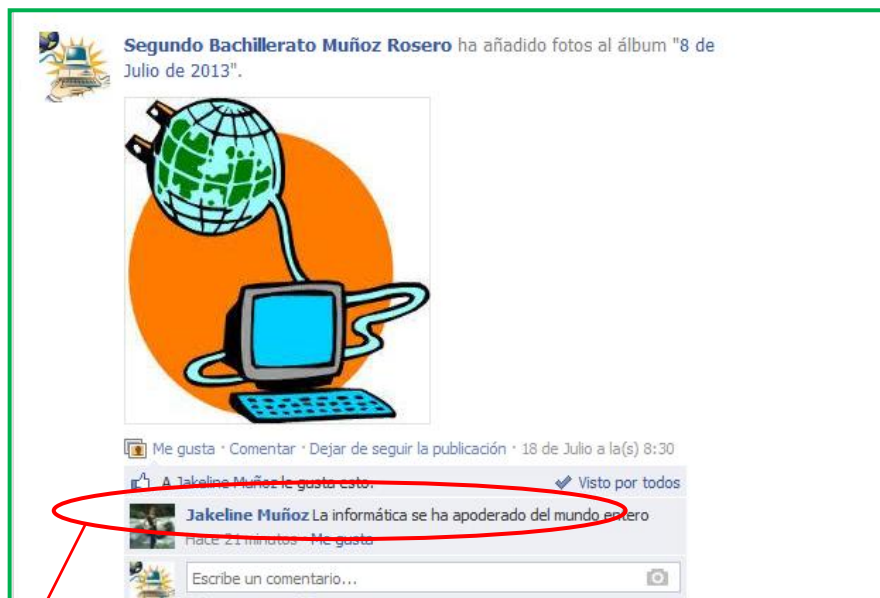 Segundo Bachillerato Muñoz Rosero ha añadido fotos al álbum "8 de
Julio de 2013".
Me gusta · Comentar · Dejar de seguir la publicación · 18 de Julio a la(s) 8:30
A Jakeline Muñoz le gusta esto.
Visto por todos
Jakeline Muñoz La informática se ha apoderado del mundo entero
Hace 21 minutos · Me gusta
Escribe un comentario...